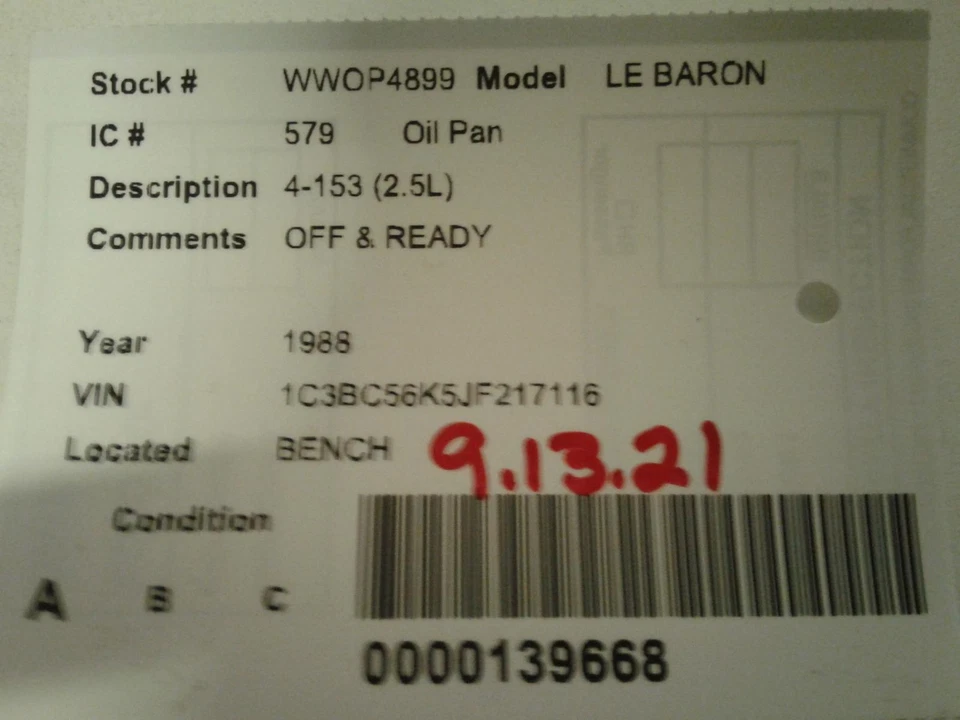 Stock # WWOP4899 Model LE BARON
IC # 579 Oil Pan
Description 4-153 (2.5L)
Comments OFF & READY
Year 1988
VIN 1C3BC56K5JF217116
Located BENCH 9.13.21
Condition
A B C
0000139668